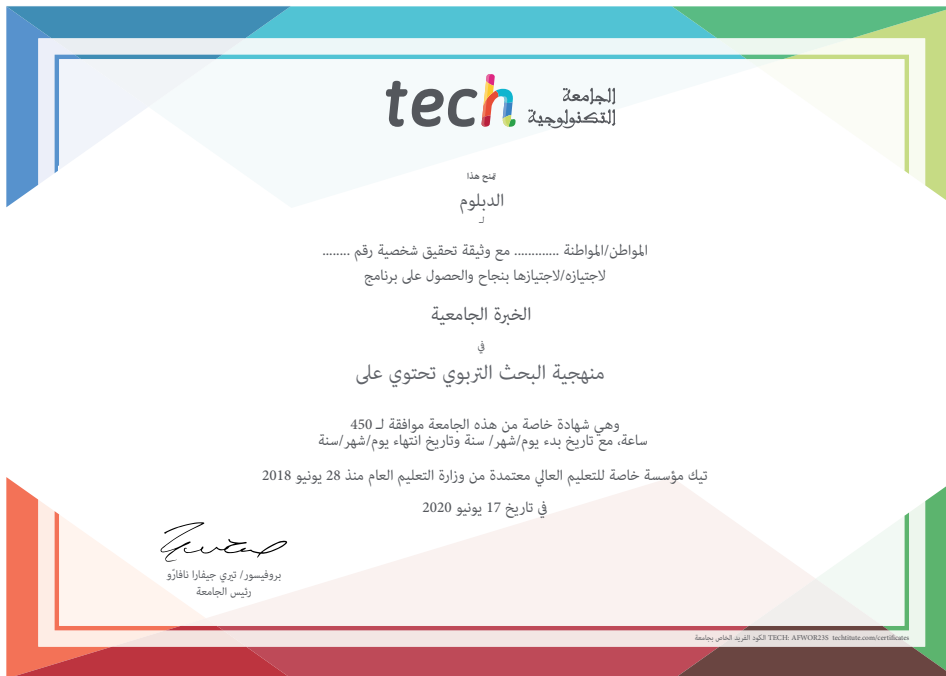 tech
الجامعة
التكنولوجية
تمنح هذا
الدبلوم
لـ
المواطن/المواطنة ............. مع وثيقة تحقيق شخصية رقم ........
لاجتيازه/لاجتيازها بنجاح والحصول على برنامج
الخبرة الجامعية
في
منهجية البحث التربوي تحتوي على
وهي شهادة خاصة من هذه الجامعة موافقة لـ 450
ساعة، مع تاريخ بدء يوم/شهر/ سنة وتاريخ انتهاء يوم/شهر/سنة
تيك مؤسسة خاصة للتعليم العالي معتمدة من وزارة التعليم العام منذ 28 يونيو 2018
في تاريخ 17 يونيو 2020
بروفيسور/ تيري جيفارا نافارّو
رئيس الجامعة
الكود الفريد الخاص بجامعة TECH: AFWOR235 techtitute.com/certificates